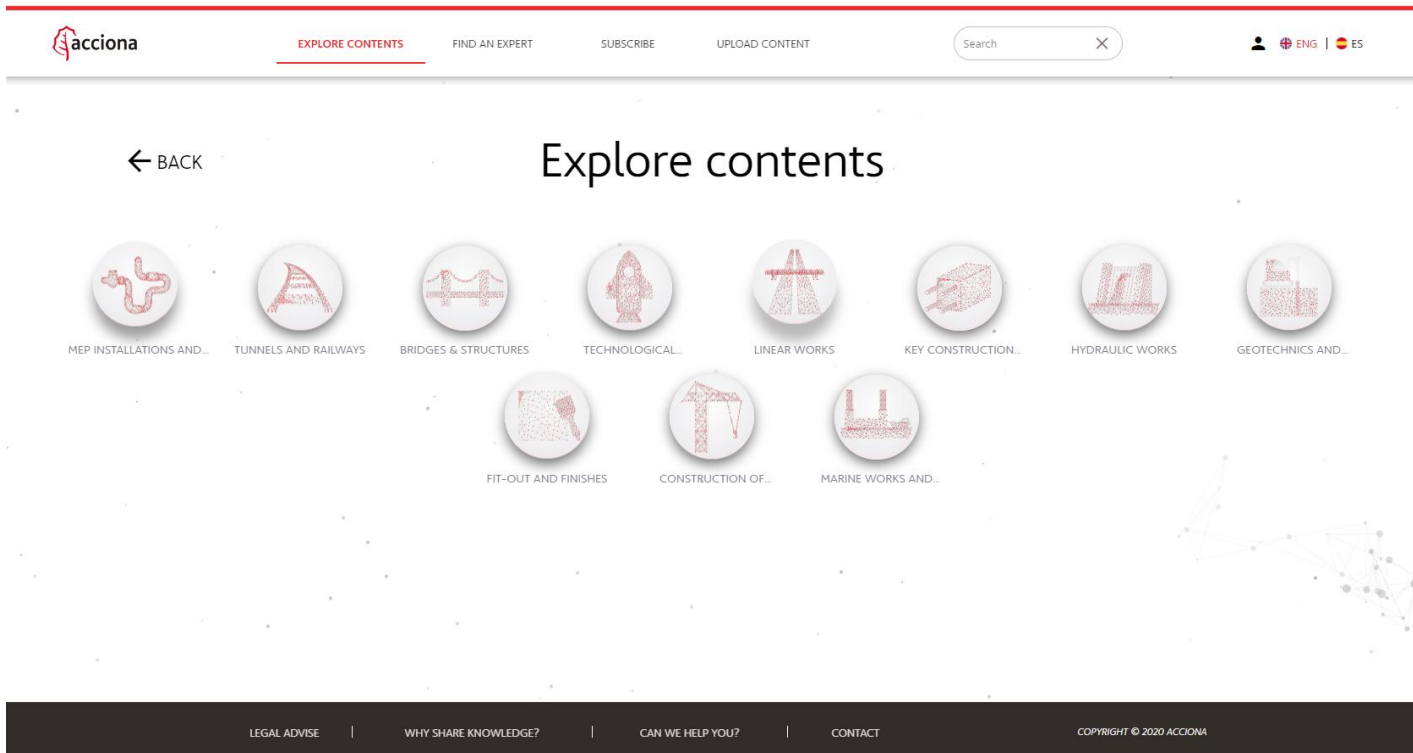 acciona
EXPLORE CONTENTS FIND AN EXPERT SUBSCRIBE UPLOAD CONTENT Search ENG | ES
BACK
Explore contents
MEP INSTALLATIONS AND... TUNNELS AND RAILWAYS BRIDGES & STRUCTURES TECHNOLOGICAL... LINEAR WORKS KEY CONSTRUCTION... HYDRAULIC WORKS GEOTECHNICS AND...
FIT-OUT AND FINISHES CONSTRUCTION OF... MARINE WORKS AND...
LEGAL ADVISE | WHY SHARE KNOWLEDGE? | CAN WE HELP YOU? | CONTACT COPYRIGHT © 2020 ACCIONA